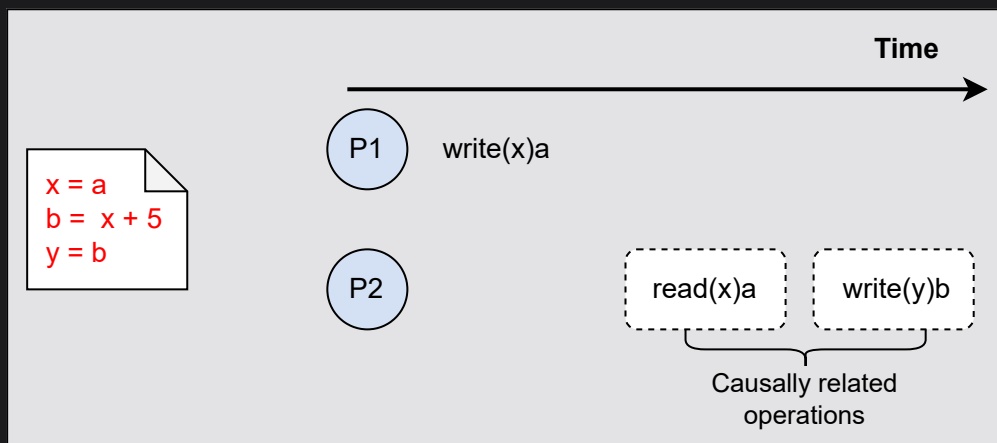 Time
P1
write(x)a
x = a
b = x + 5
y = b
P2
read(x)a
write(y)b
Causally related
operations